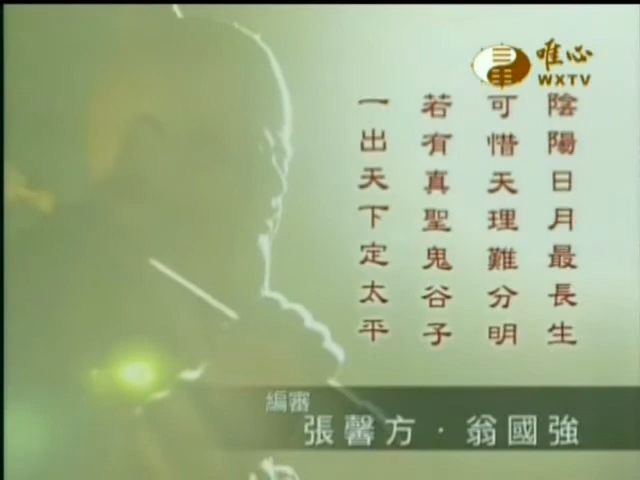 唯心
WXTV
陰陽日月最長生
可惜天理難分明
若有真聖鬼谷子
一出天下定太平
編審
張馨方．翁國強